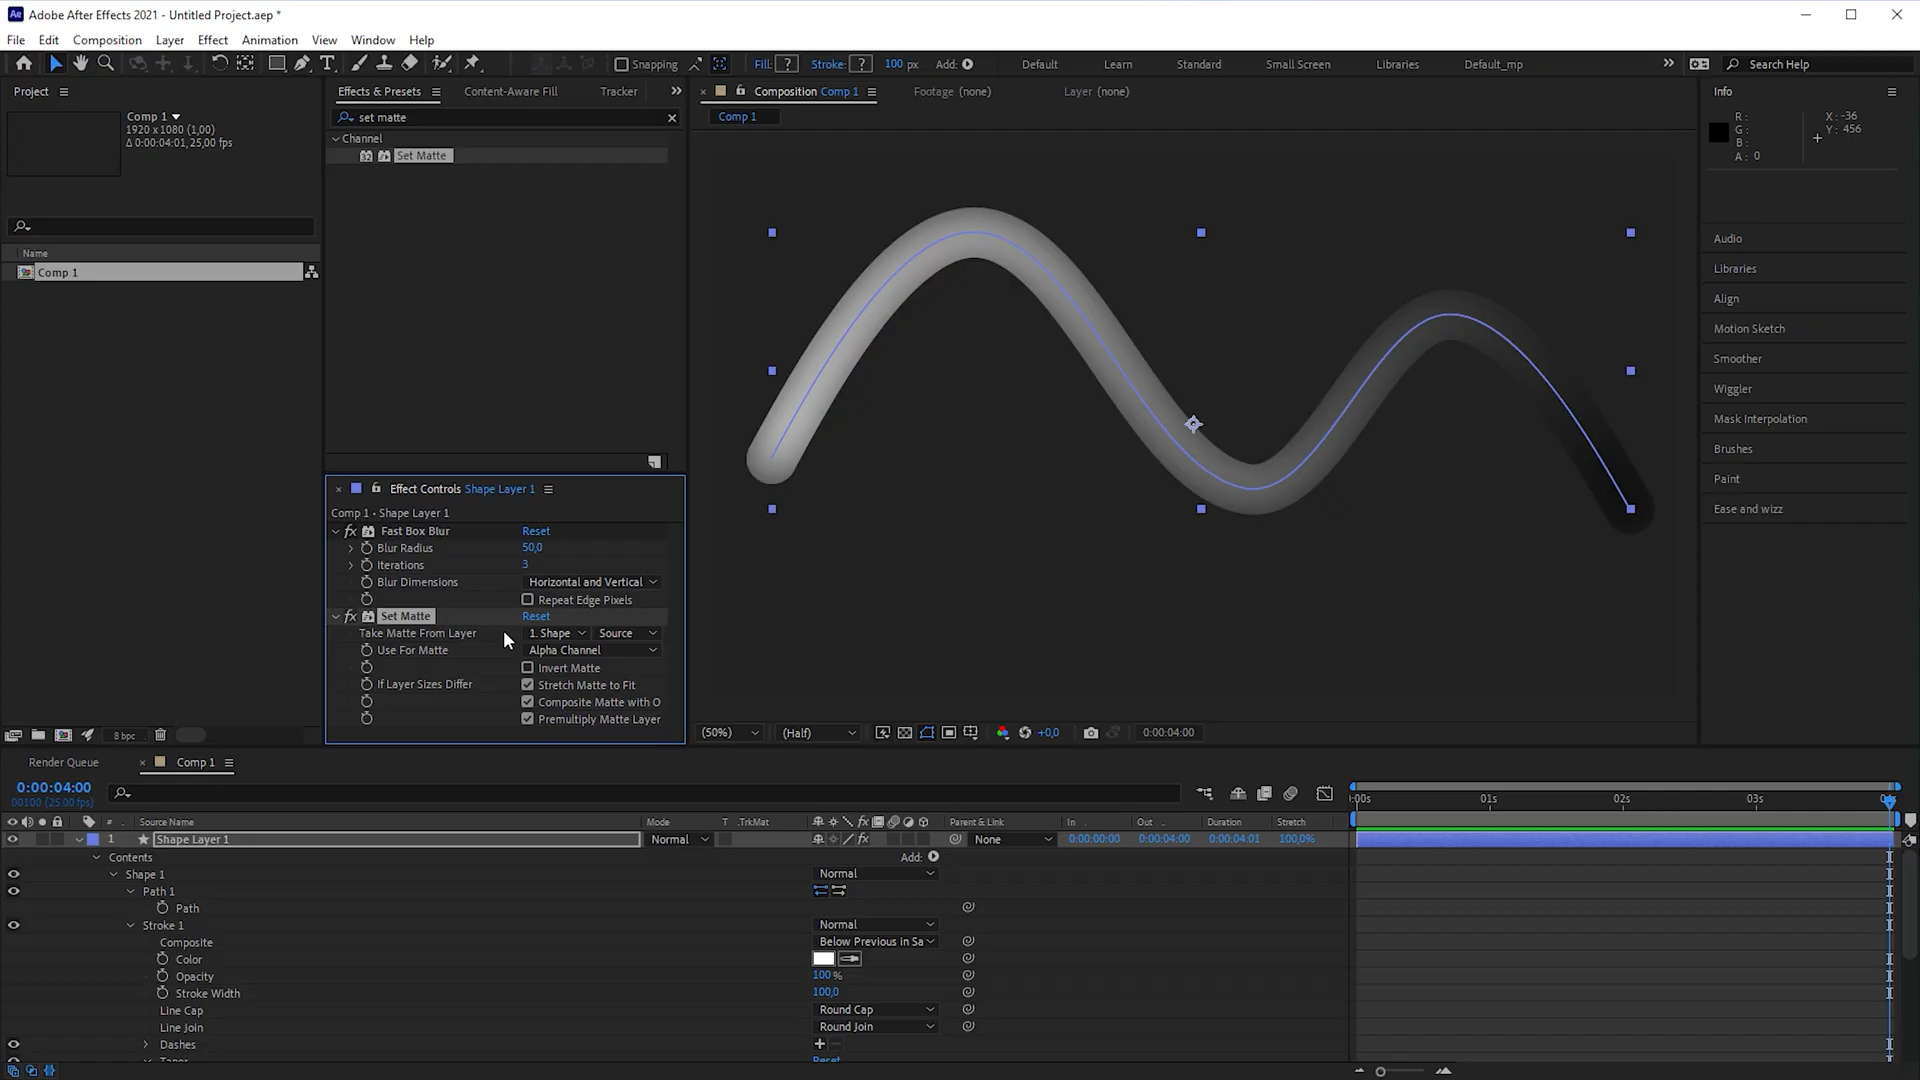 Adobe After Effects 2021 - Untitled Project.aep *
File Edit Composition Layer Effect Animation View Window Help
Snapping Fill: ? Stroke: ? 100 px Add: Default Learn Standard Small Screen Libraries Default_mp Search Help
Project
Comp 1
1920 x 1080 (1,00)
Δ 0:00:04:01, 25,00 fps
Name
Comp 1
8 bpc
Effects & Presets Content-Aware Fill Tracker
set matte
Channel
32 Set Matte
Effect Controls Shape Layer 1
Comp 1 - Shape Layer 1
fx Fast Box Blur Reset
Blur Radius 50,0
Iterations 3
Blur Dimensions Horizontal and Vertical
Repeat Edge Pixels
fx Set Matte Reset
Take Matte From Layer 1. Shape Source
Use For Matte Alpha Channel
Invert Matte
If Layer Sizes Differ Stretch Matte to Fit
Composite Matte with O
Premultiply Matte Layer
Composition Comp 1 Footage (none) Layer (none)
Comp 1
(50%) (Half) +0,0 0:00:04:00
Info
R :
G :
B :
A : 0
X : -36
Y : 456
Audio
Libraries
Align
Motion Sketch
Smoother
Wiggler
Mask Interpolation
Brushes
Paint
Ease and wizz
Render Queue Comp 1
0:00:04:00
00100 (25.00 fps)
:00s 01s 02s 03s
# Source Name Mode T .TrkMat Parent & Link In Out Duration Stretch
1 Shape Layer 1 Normal None 0:00:00:00 0:00:04:00 0:00:04:01 100,0%
Contents Add:
Shape 1 Normal
Path 1
Path
Stroke 1 Normal
Composite Below Previous in Sa
Color
Opacity 100 %
Stroke Width 100,0
Line Cap Round Cap
Line Join Round Join
Dashes + −
Taper Reset